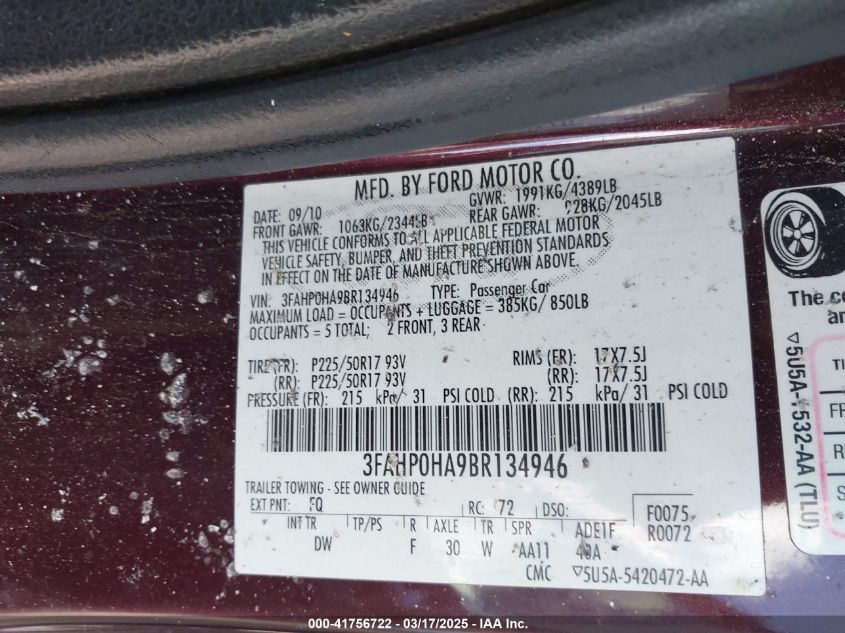 MFD. BY FORD MOTOR CO.
DATE: 09/10 GVWR: 1991KG/4389LB
FRONT GAWR: 1063KG/2344LB REAR GAWR: 928KG/2045LB
THIS VEHICLE CONFORMS TO ALL APPLICABLE FEDERAL MOTOR
VEHICLE SAFETY, BUMPER, AND THEFT PREVENTION STANDARDS
IN EFFECT ON THE DATE OF MANUFACTURE SHOWN ABOVE.
VIN: 3FAHP0HA9BR134946 TYPE: Passenger Car
MAXIMUM LOAD = OCCUPANTS + LUGGAGE = 385KG/ 850LB
OCCUPANTS = 5 TOTAL; 2 FRONT, 3 REAR
TIRE(FR): P225/50R17 93V RIMS (FR): 17X7.5J
(RR): P225/50R17 93V (RR): 17X7.5J
PRESSURE (FR): 215 kPa/ 31 PSI COLD (RR): 215 kPa/ 31 PSI COLD
3FAHP0HA9BR134946
TRAILER TOWING - SEE OWNER GUIDE
EXT PNT: FQ RC: 72 DSO: F0075
R0072
INT TR TP/PS R AXLE TR SPR ADE1F
DW F 30 W AA11 40A
CMC ▽5U5A-5420472-AA
The co
an
TI
FR
R
S
▽5U5A-1532-AA (TLU)
000-41756722 — 03/17/2025 — IAA Inc.